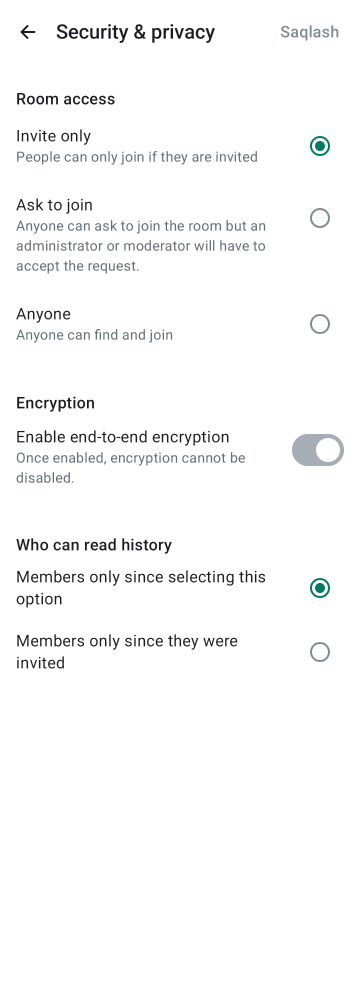 Security & privacy
Saqlash
Room access
Invite only
People can only join if they are invited
Ask to join
Anyone can ask to join the room but an
administrator or moderator will have to
accept the request.
Anyone
Anyone can find and join
Encryption
Enable end-to-end encryption
Once enabled, encryption cannot be
disabled.
Who can read history
Members only since selecting this
option
Members only since they were
invited